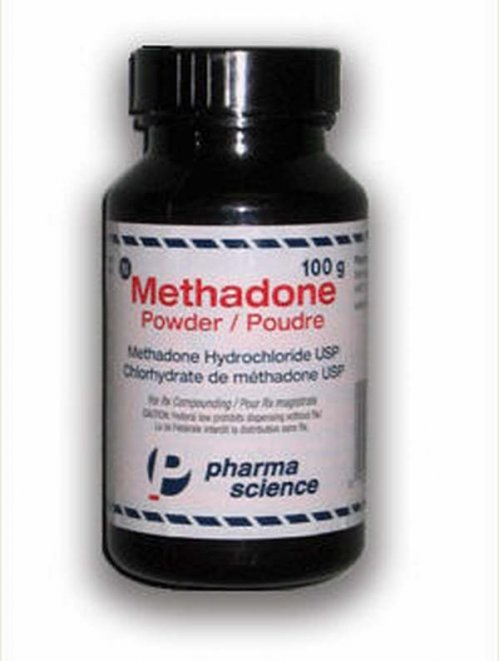 100 g
N Methadone
Powder / Poudre
Methadone Hydrochloride USP
Chlorhydrate de méthadone USP
For Rx Compounding / Pour Rx magistrale
CAUTION: Federal law prohibits dispensing without Rx.
La loi Fédérale interdit la distribution sans Rx.
pharma
science